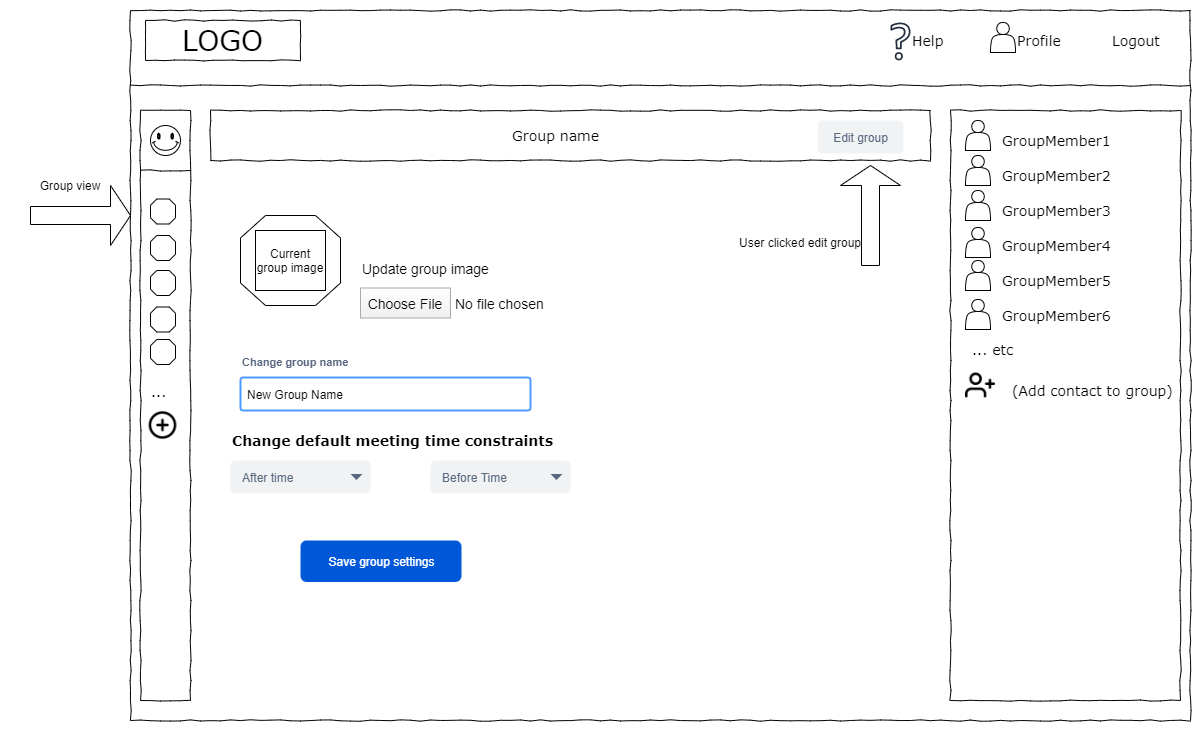 LOGO
Help
Profile
Logout
Group name
Edit group
Group view
User clicked edit group
Current
group image
Update group image
Choose File No file chosen
Change group name
New Group Name
Change default meeting time constraints
After time
Before Time
Save group settings
...
GroupMember1
GroupMember2
GroupMember3
GroupMember4
GroupMember5
GroupMember6
... etc
(Add contact to group)